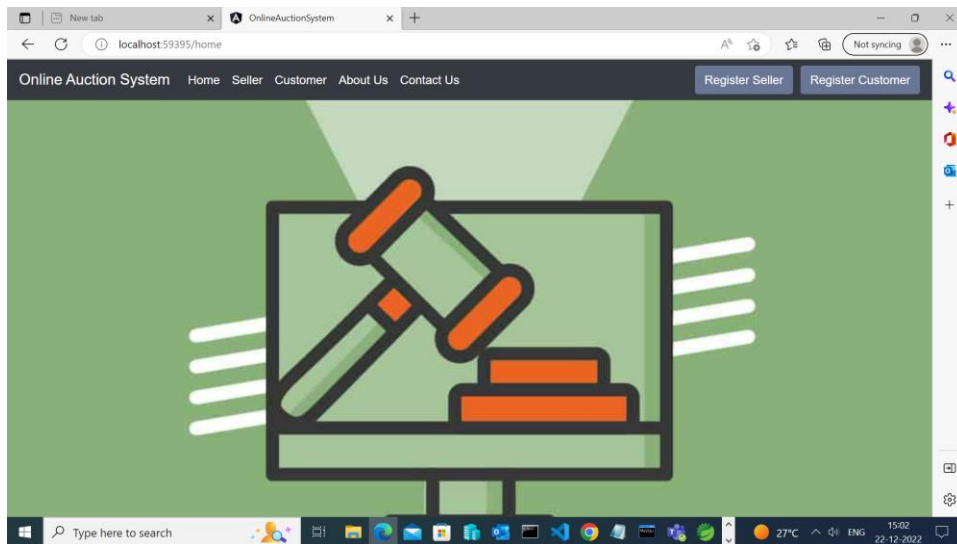 New tab
OnlineAuctionSystem
localhost:59395/home
Not syncing
Online Auction System Home Seller Customer About Us Contact Us Register Seller Register Customer
Type here to search
27°C ENG 15:02
22-12-2022